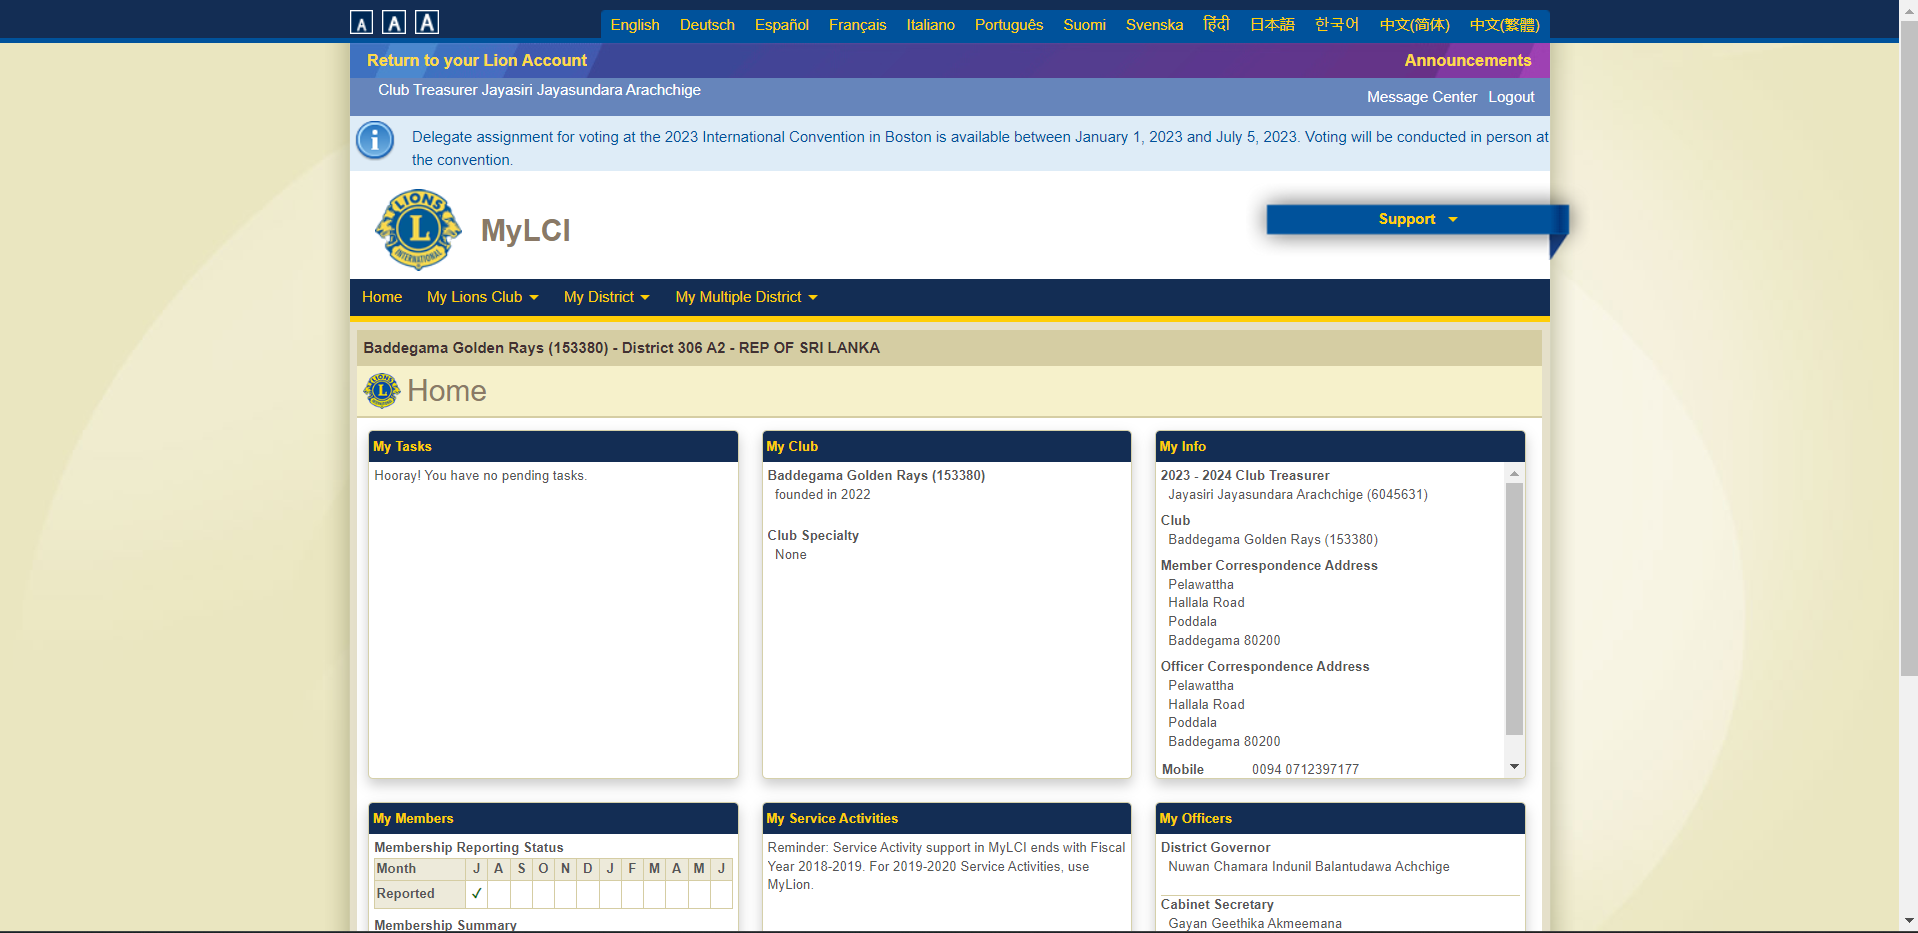 A A A
English Deutsch Español Français Italiano Português Suomi Svenska हिंदी 日本語 한국어 中文(简体) 中文(繁體)
Return to your Lion Account
Announcements
Club Treasurer Jayasiri Jayasundara Arachchige
Message Center Logout
Delegate assignment for voting at the 2023 International Convention in Boston is available between January 1, 2023 and July 5, 2023. Voting will be conducted in person at
the convention.
LIONS
L
INTERNATIONAL
MyLCI
Support
Home My Lions Club My District My Multiple District
Baddegama Golden Rays (153380) - District 306 A2 - REP OF SRI LANKA
LIONS
L
Home
My Tasks
Hooray! You have no pending tasks.
My Club
Baddegama Golden Rays (153380)
founded in 2022
Club Specialty
None
My Info
2023 - 2024 Club Treasurer
Jayasiri Jayasundara Arachchige (6045631)
Club
Baddegama Golden Rays (153380)
Member Correspondence Address
Pelawattha
Hallala Road
Poddala
Baddegama 80200
Officer Correspondence Address
Pelawattha
Hallala Road
Poddala
Baddegama 80200
Mobile 0094 0712397177
My Members
Membership Reporting Status
Month J A S O N D J F M A M J
Reported ✓
Membership Summary
My Service Activities
Reminder: Service Activity support in MyLCI ends with Fiscal
Year 2018-2019. For 2019-2020 Service Activities, use
MyLion.
My Officers
District Governor
Nuwan Chamara Indunil Balantudawa Achchige
Cabinet Secretary
Gayan Geethika Akmeemana